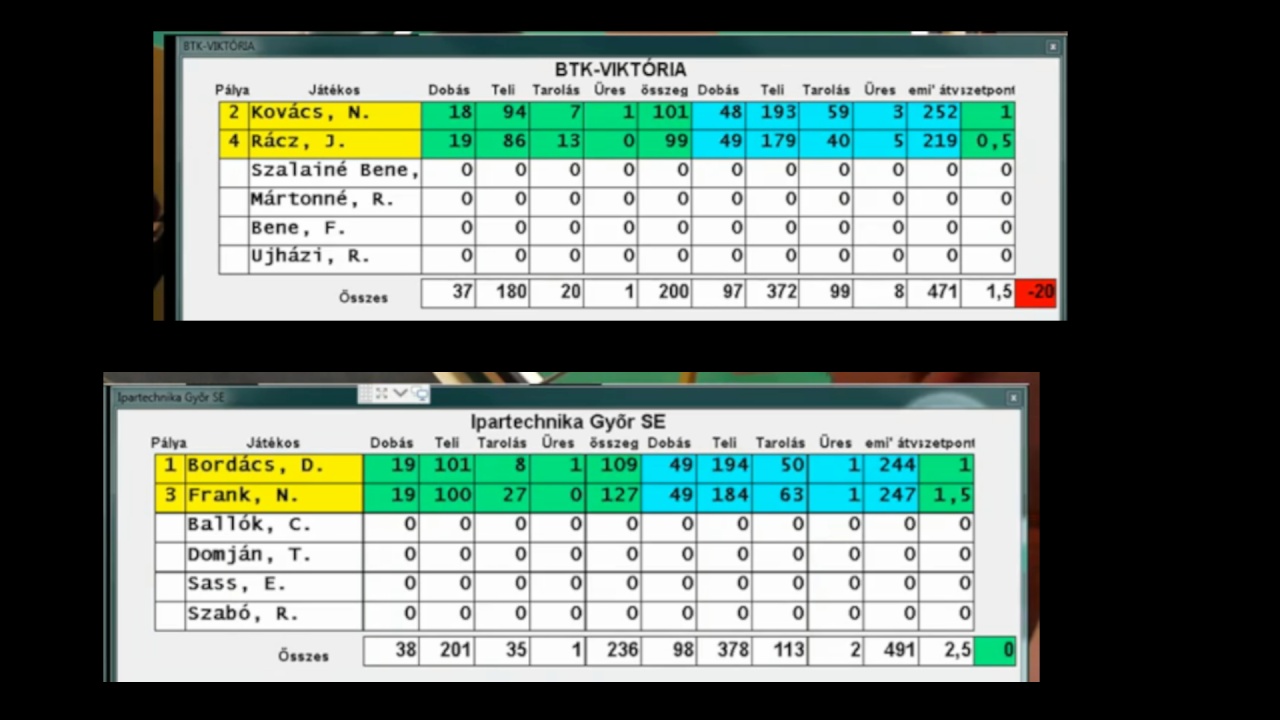 BTK-VIKTÓRIA
BTK-VIKTÓRIA
Pálya Játékos Dobás Teli Tarolás Üres összeg Dobás Teli Tarolás Üres emi' átv szetpont
2 Kovács, N. 18 94 7 1 101 48 193 59 3 252 1
4 Rácz, J. 19 86 13 0 99 49 179 40 5 219 0,5
Szalainé Bene, 0 0 0 0 0 0 0 0 0 0 0
Mártonné, R. 0 0 0 0 0 0 0 0 0 0 0
Bene, F. 0 0 0 0 0 0 0 0 0 0 0
Ujházi, R. 0 0 0 0 0 0 0 0 0 0 0
Összes 37 180 20 1 200 97 372 99 8 471 1,5 -20
Ipartechnika Győr SE
Ipartechnika Győr SE
Pálya Játékos Dobás Teli Tarolás Üres összeg Dobás Teli Tarolás Üres emi' átv szetpont
1 Bordács, D. 19 101 8 1 109 49 194 50 1 244 1
3 Frank, N. 19 100 27 0 127 49 184 63 1 247 1,5
Ballók, C. 0 0 0 0 0 0 0 0 0 0 0
Domján, T. 0 0 0 0 0 0 0 0 0 0 0
Sass, E. 0 0 0 0 0 0 0 0 0 0 0
Szabó, R. 0 0 0 0 0 0 0 0 0 0 0
Összes 38 201 35 1 236 98 378 113 2 491 2,5 0